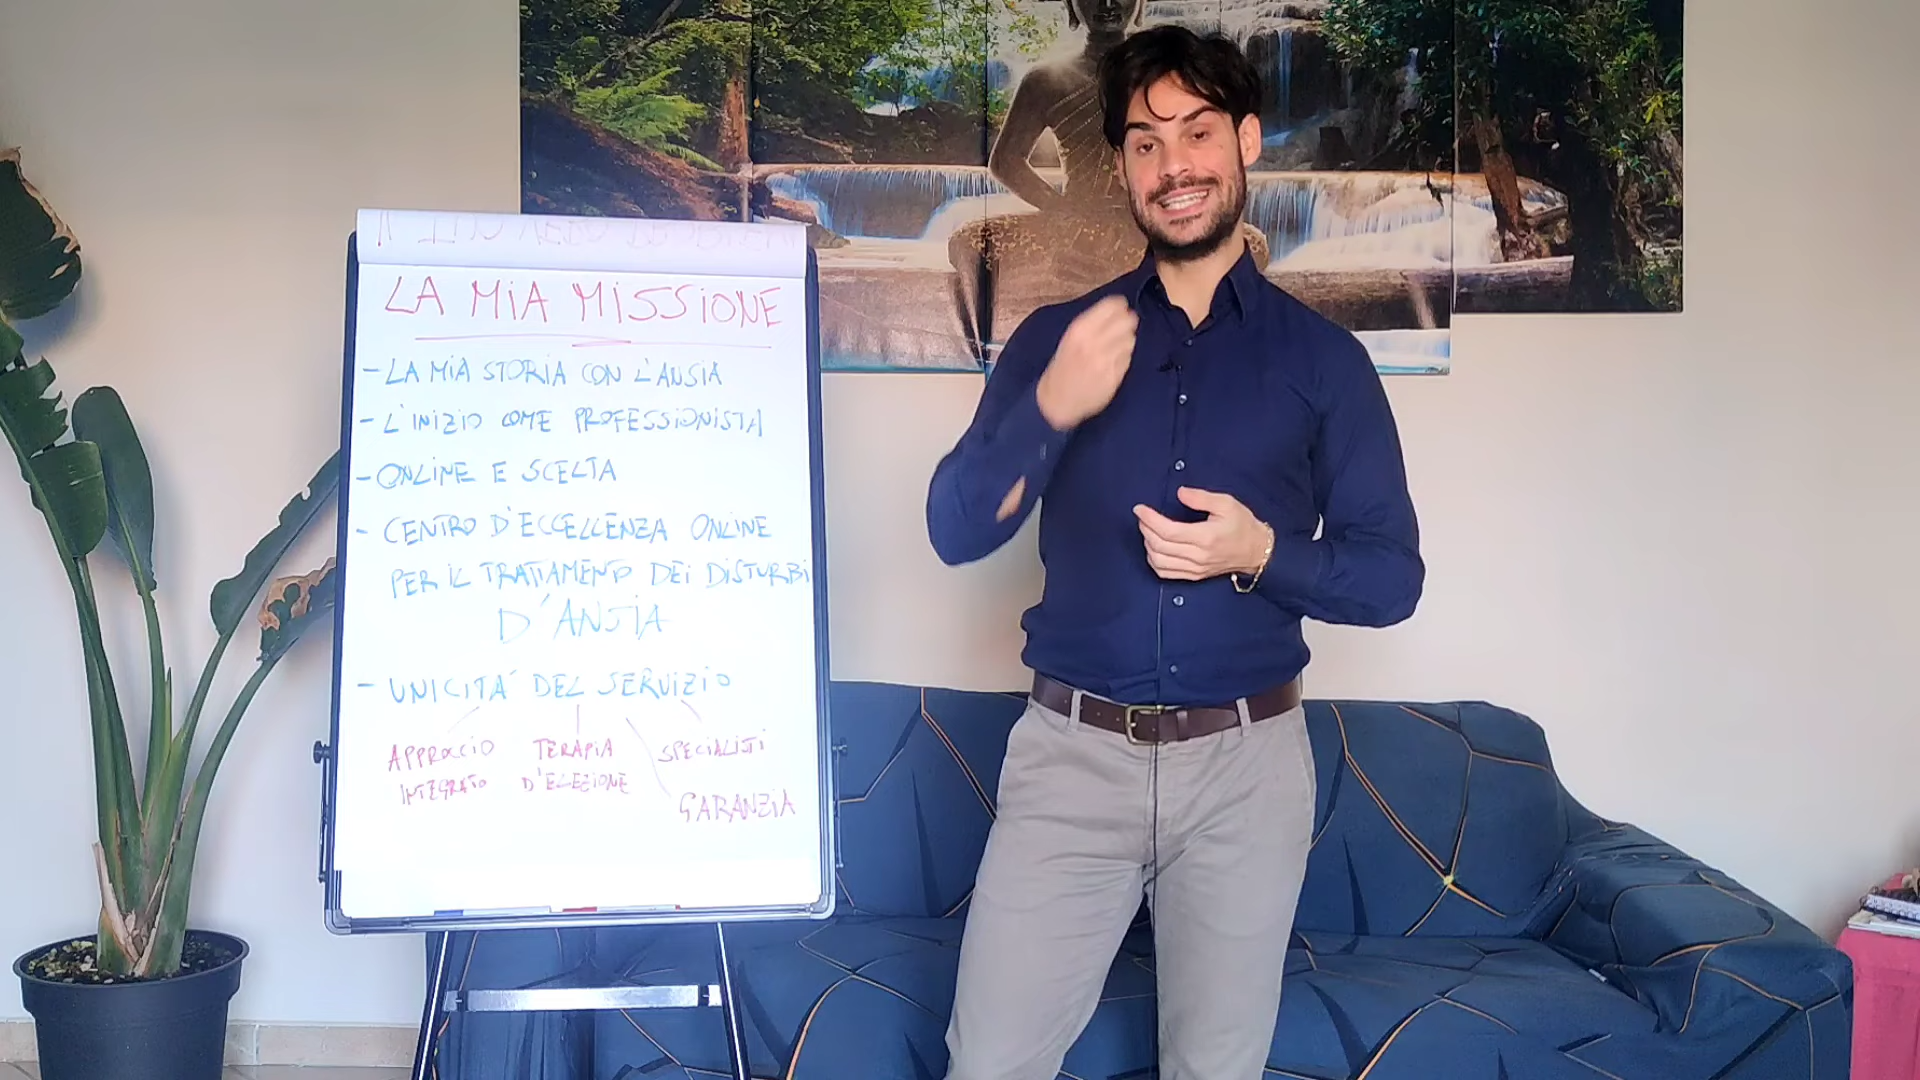 LA MIA MISSIONE
- LA MIA STORIA CON L'ANSIA
- L'INIZIO COME PROFESSIONISTA
- ONLINE E SCELTA
- CENTRO D'ECCELLENZA ONLINE
PER IL TRATTAMENTO DEI DISTURBI
D'ANSIA
- UNICITA' DEL SERVIZIO
APPROCCIO TERAPIA SPECIALISTI
INTEGRATO D'ELEZIONE
GARANZIA